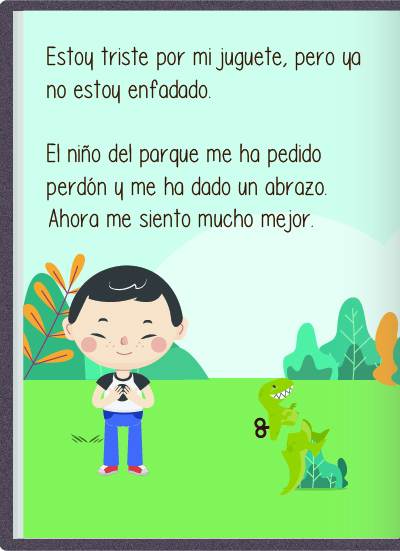 Estoy triste por mi juguete, pero ya
no estoy enfadado.
El niño del parque me ha pedido
perdón y me ha dado un abrazo.
Ahora me siento mucho mejor.
8